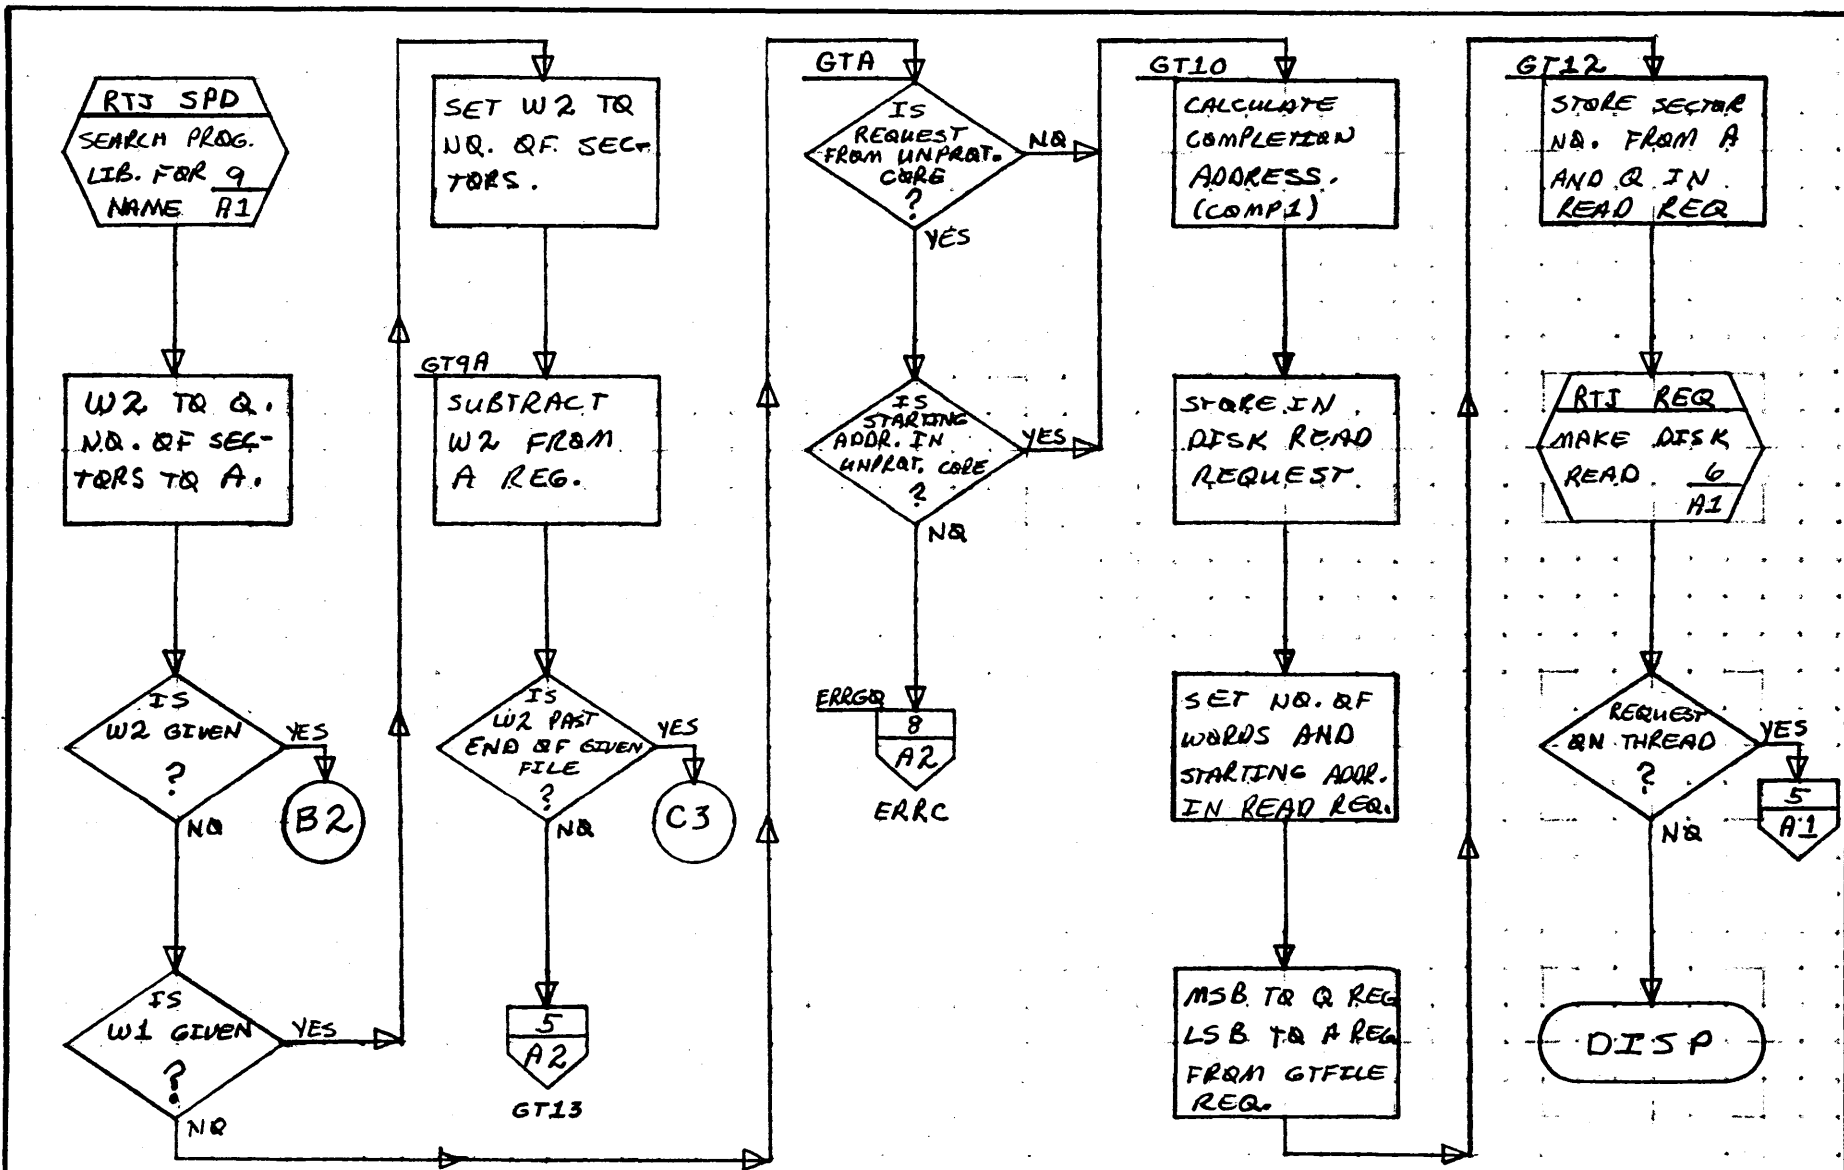 RTJ SPD
SEARCH PROG.
LIB. FOR 9
NAME A1
W2 TO Q.
NO. OF SEC-
TORS TO A.
IS
W2 GIVEN
?
YES
B2
NO
IS
W1 GIVEN
?
YES
NO
SET W2 TO
NO. OF SEC-
TORS.
GT9A
SUBTRACT
W2 FROM
A REG.
IS
W2 PAST
END OF GIVEN
FILE
?
YES
C3
NO
5
A2
GT13
GTA
IS
REQUEST
FROM UNPROT.
CORE
?
NO
YES
IS
STARTING
ADDR. IN
UNPROT. CORE
?
YES
NO
ERRGO
8
A2
ERRC
GT10
CALCULATE
COMPLETION
ADDRESS.
(COMP1)
STORE IN
DISK READ
REQUEST.
SET NO. OF
WORDS AND
STARTING ADDR.
IN READ REQ.
MSB TO Q REG
LSB TO A REG
FROM GTFILE
REQ.
GT12
STORE SECTOR
NO. FROM A
AND Q IN
READ REQ
RTJ REQ
MAKE DISK
READ 6
A1
REQUEST
ON THREAD
?
YES
5
A1
NO
DISP